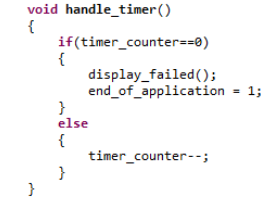 void handle_timer()
{
    if(timer_counter==0)
    {
        display_failed();
        end_of_application = 1;
    }
    else
    {
        timer_counter--;
    }
}